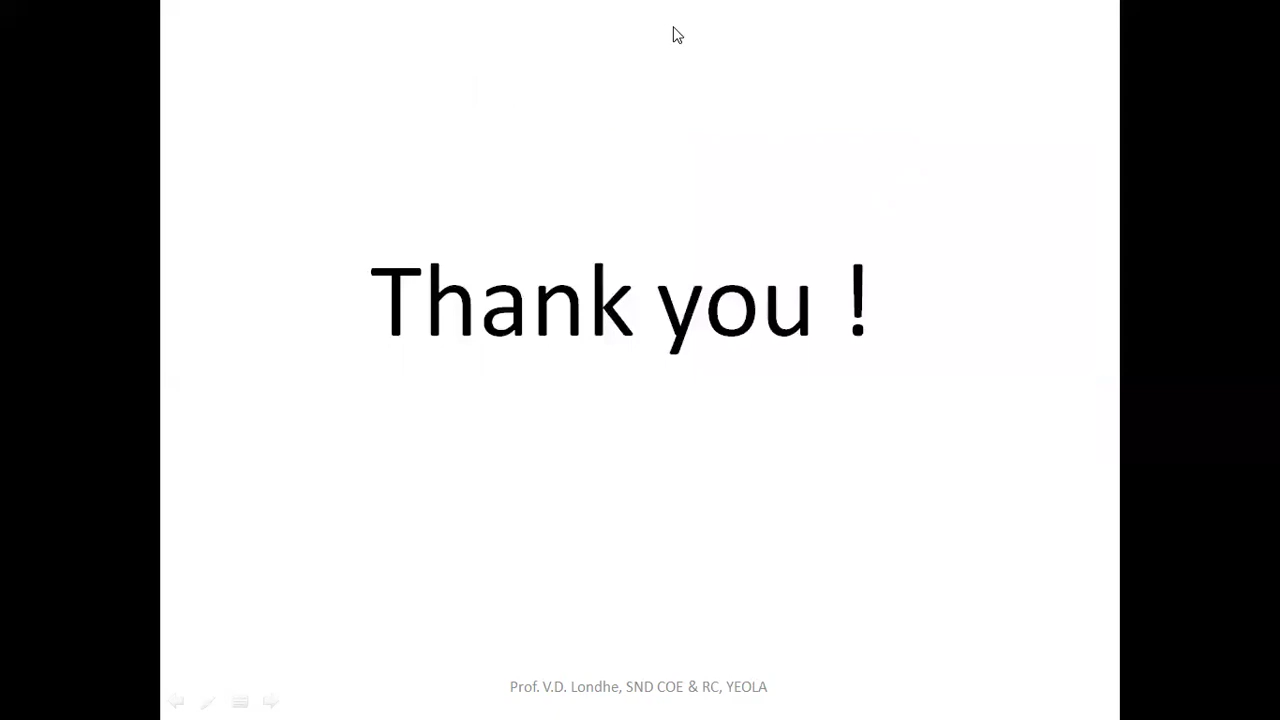 Thank you !
Prof. V.D. Londhe, SND COE & RC, YEOLA